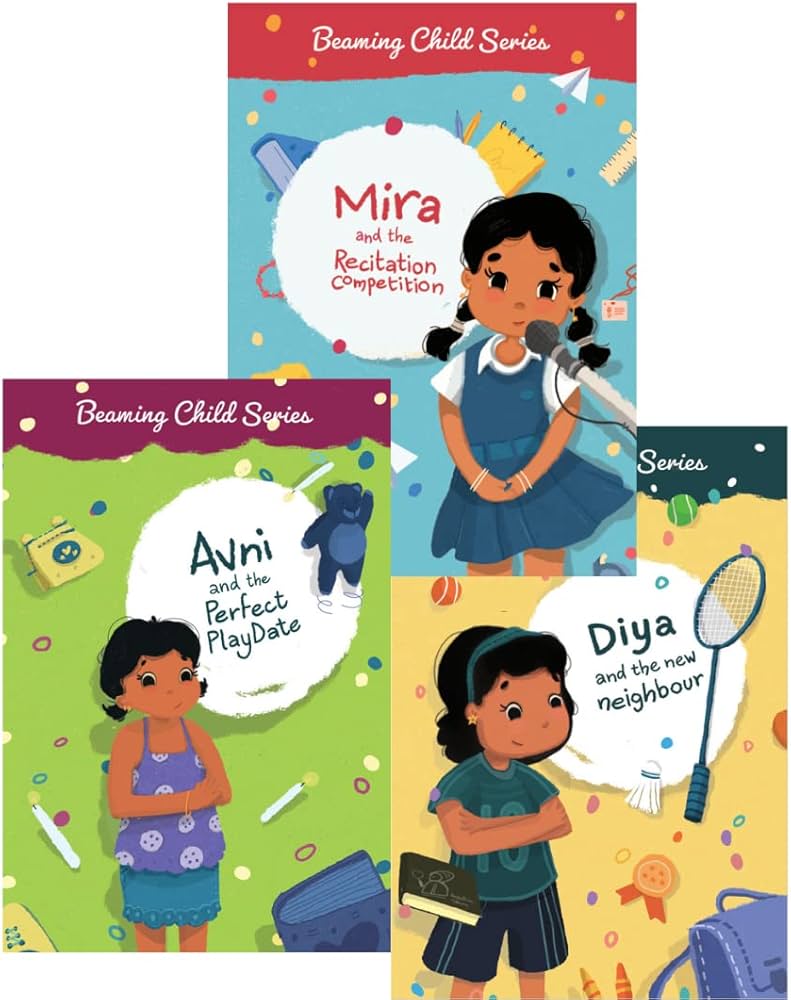 Beaming Child Series
Mira
and the
Recitation
Competition
Beaming Child Series
Avni
and the
Perfect
PlayDate
Series
Diya
and the new
neighbour
10